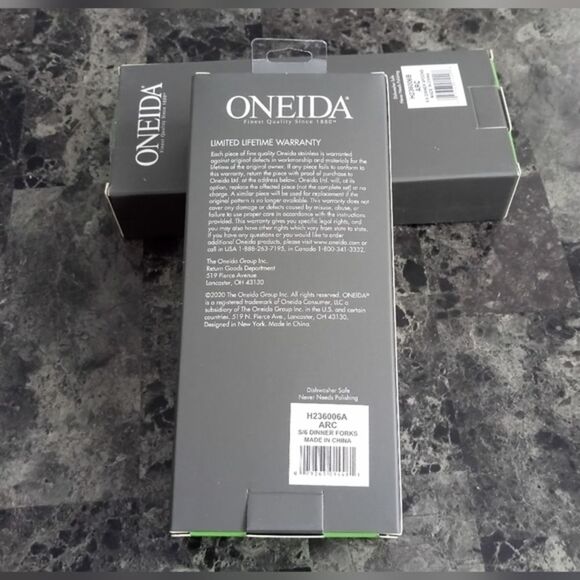 ONEIDA®
Finest Quality Since 1880™
LIMITED LIFETIME WARRANTY
Each piece of fine quality Oneida stainless is warranted
against original defects in workmanship and materials for the
lifetime of the original owner. If any piece fails to conform to
this warranty, return the piece with proof of purchase to
Oneida Ltd. at the address below. Oneida Ltd. will, at its
option, replace the affected piece (not the complete set) at no
charge. A similar piece will be used for replacement if the
original pattern is no longer available. This warranty does not
cover any damage or defects caused by misuse, abuse, or
failure to use proper care in accordance with the instructions
provided. This warranty gives you specific legal rights, and
you may also have other rights which vary from state to state.
If you have any questions or you would like to order
additional Oneida products, please visit www.oneida.com or
call in USA 1-888-263-7195, in Canada 1-800-341-3332.
The Oneida Group Inc.
Return Goods Department
519 Pierce Avenue
Lancaster, OH 43130
©2020 The Oneida Group Inc. All rights reserved. ONEIDA®
is a registered trademark of Oneida Consumer, LLC a
subsidiary of The Oneida Group Inc. in the U.S. and certain
countries. 519 N. Pierce Ave., Lancaster, OH 43130.
Designed in New York. Made in China
Dishwasher Safe
Never Needs Polishing
H236006A
ARC
S/6 DINNER FORKS
MADE IN CHINA
ONEIDA
Finest Quality Since 1880™
Dishwasher Safe
Never Needs Polishing
ARC